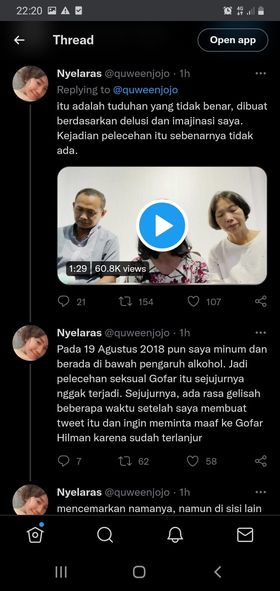 22:20
Thread
Open app
Nyelaras @quweenjojo · 1h
Replying to @quweenjojo
itu adalah tuduhan yang tidak benar, dibuat
berdasarkan delusi dan imajinasi saya.
Kejadian pelecehan itu sebenarnya tidak
ada.
1:29 60.8K views
21 154 107
Nyelaras @quweenjojo · 1h
Pada 19 Agustus 2018 pun saya minum dan
berada di bawah pengaruh alkohol. Jadi
pelecehan seksual Gofar itu sejujurnya
nggak terjadi. Sejujurnya, ada rasa gelisah
beberapa waktu setelah saya membuat
tweet itu dan ingin meminta maaf ke Gofar
Hilman karena sudah terlanjur
7 62 58
Nyelaras @quweenjojo · 1h
mencemarkan namanya, namun di sisi lain